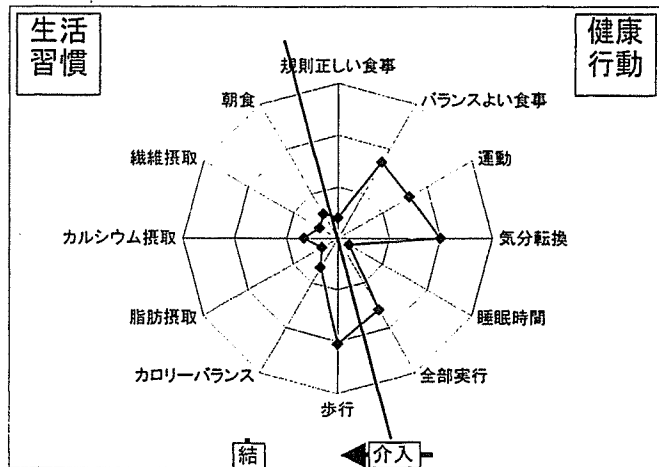 生活
習慣
健康
行動
規則正しい食事
朝食
バランスよい食事
繊維摂取
運動
カルシウム摂取
気分転換
脂肪摂取
睡眠時間
カロリーバランス
全部実行
歩行
結
介入